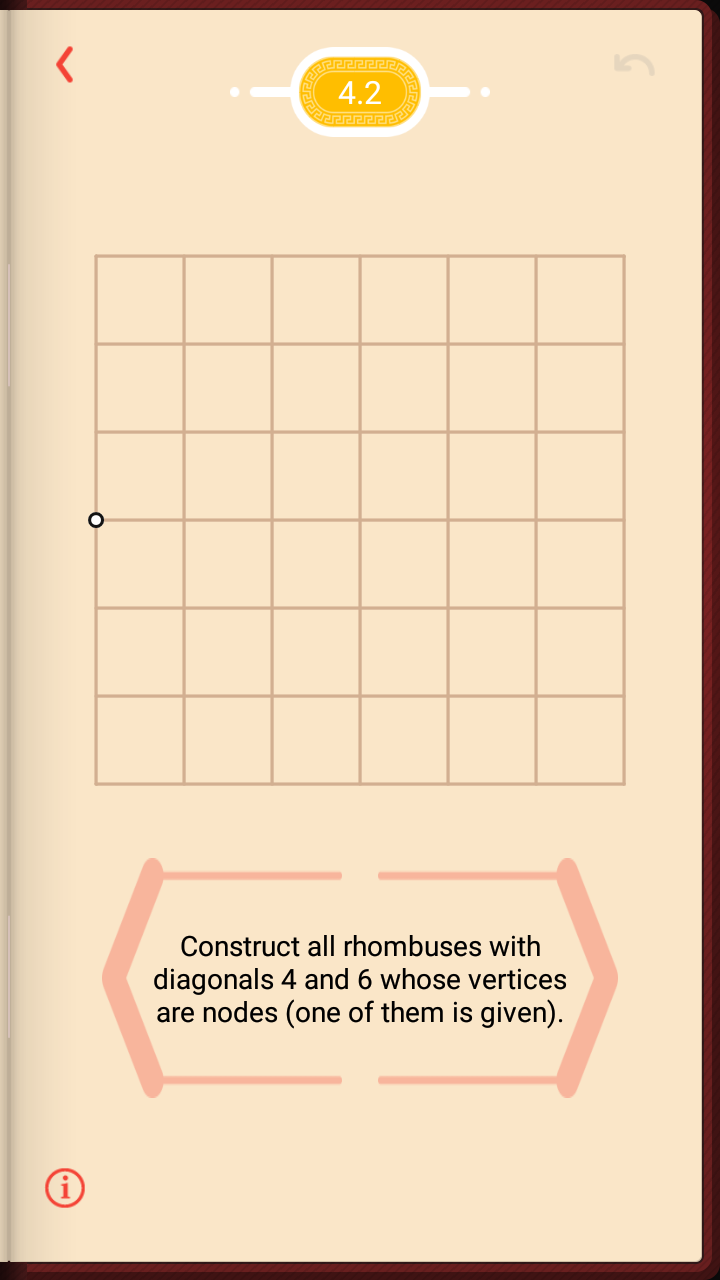 4.2
Construct all rhombuses with
diagonals 4 and 6 whose vertices
are nodes (one of them is given).
i